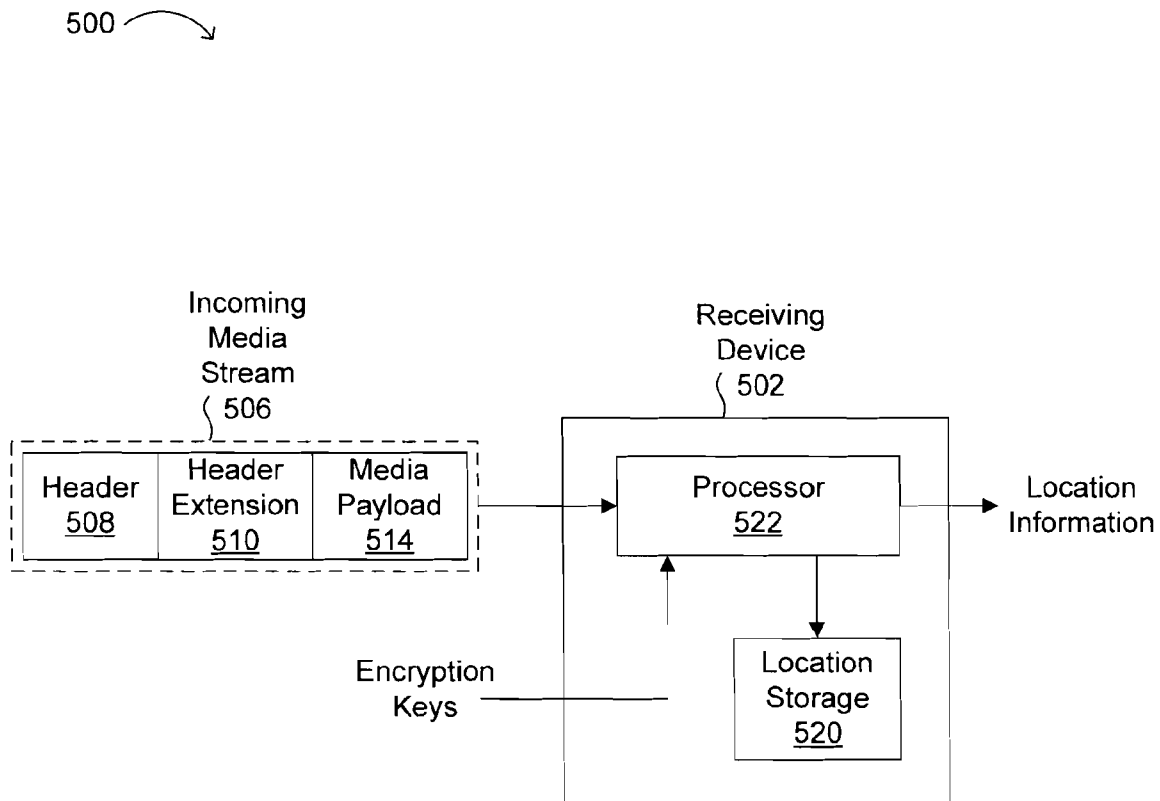 500
Incoming
Media
Stream
506
Receiving
Device
502
Header
508
Header
Extension
510
Media
Payload
514
Processor
522
Location
Information
Encryption
Keys
Location
Storage
520